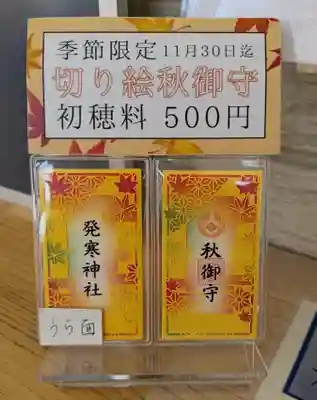 季節限定 11月30日迄
切り絵秋御守
初穂料 500円
発寒神社
秋御守
うら面